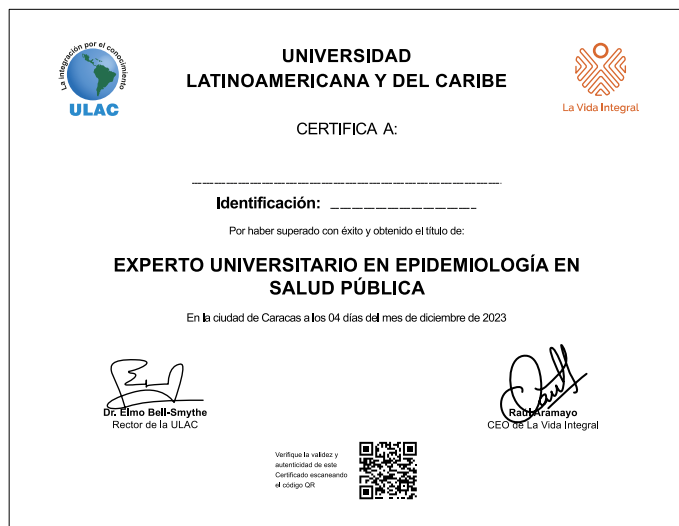 La integración por el conocimiento
ULAC
UNIVERSIDAD
LATINOAMERICANA Y DEL CARIBE
La Vida Integral
CERTIFICA A:
Identificación:
Por haber superado con éxito y obtenido el título de:
EXPERTO UNIVERSITARIO EN EPIDEMIOLOGÍA EN
SALUD PÚBLICA
En la ciudad de Caracas a los 04 días del mes de diciembre de 2023
Dr. Elmo Bell-Smythe
Rector de la ULAC
Raúl Aramayo
CEO de La Vida Integral
Verifique la validez y
autenticidad de este
Certificado escaneando
el código QR